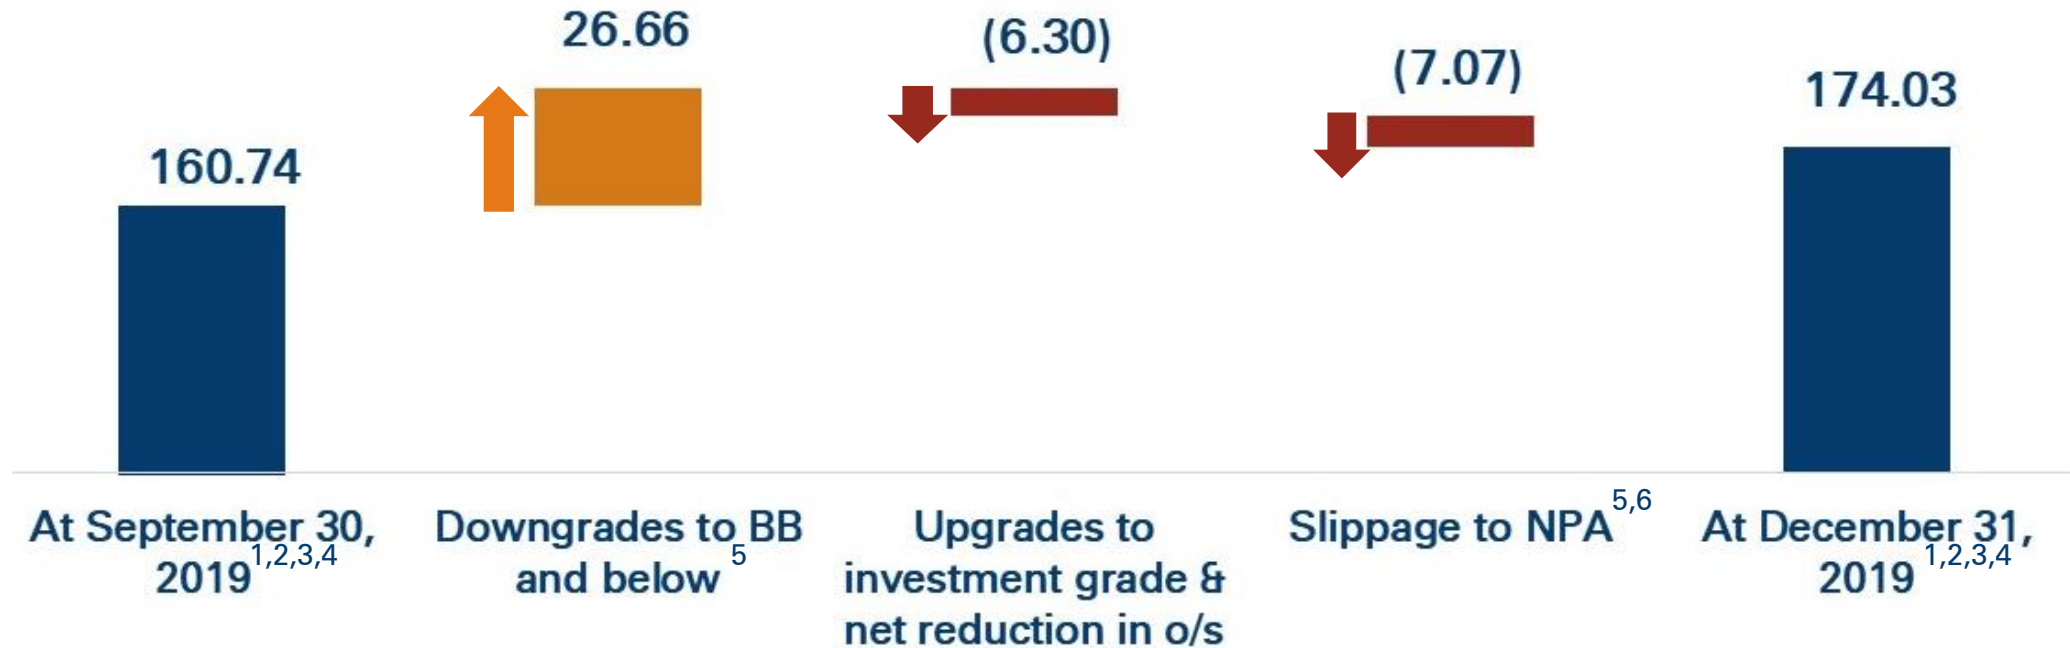 160.74
26.66
(6.30)
(7.07)
174.03
At September 30,
2019 1,2,3,4
Downgrades to BB
and below 5
Upgrades to
investment grade &
net reduction in o/s
Slippage to NPA 5,6
At December 31,
2019 1,2,3,4